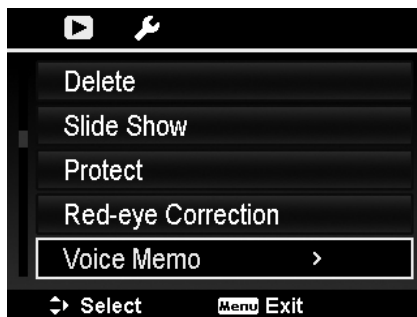 Delete
Slide Show
Protect
Red-eye Correction
Voice Memo
Select Menu Exit